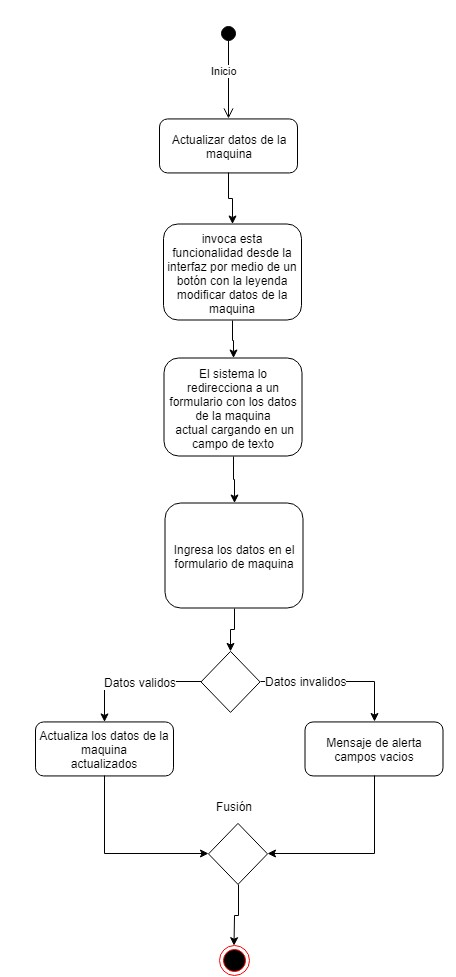 Inicio
Actualizar datos de la
maquina
invoca esta
funcionalidad desde la
interfaz por medio de un
botón con la leyenda
modificar datos de la
maquina
El sistema lo
redirecciona a un
formulario con los datos
de la maquina
actual cargando en un
campo de texto
Ingresa los datos en el
formulario de maquina
Datos validos
Datos invalidos
Actualiza los datos de la
maquina
actualizados
Mensaje de alerta
campos vacios
Fusión